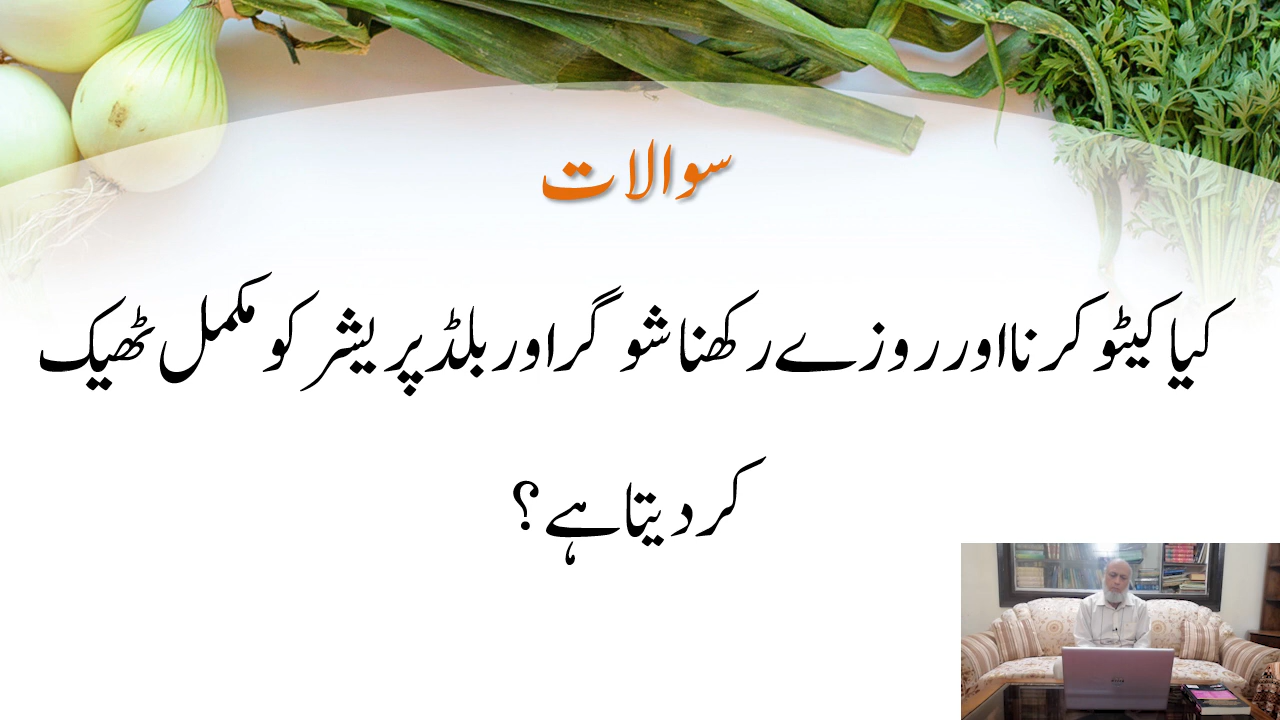 سوالات
کیا کیٹو کرنا اور روزے رکھنا شوگر اور بلڈ پریشر کو مکمل ٹھیک
کر دیتا ہے؟